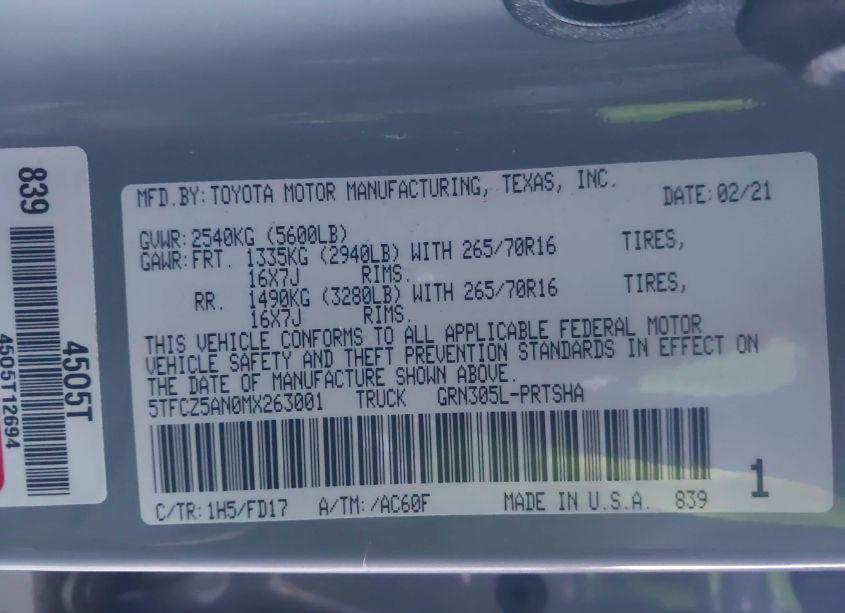 839
4505T
4505T12694
MFD.BY:TOYOTA MOTOR MANUFACTURING, TEXAS, INC. DATE:02/21
GVWR:2540KG (5600LB)
GAWR:FRT. 1335KG (2940LB) WITH 265/70R16 TIRES,
16X7J RIMS.
RR. 1490KG (3280LB) WITH 265/70R16 TIRES,
16X7J RIMS.
THIS VEHICLE CONFORMS TO ALL APPLICABLE FEDERAL MOTOR
VEHICLE SAFETY AND THEFT PREVENTION STANDARDS IN EFFECT ON
THE DATE OF MANUFACTURE SHOWN ABOVE.
5TFCZ5AN0MX263001 TRUCK GRN305L-PRTSHA
C/TR:1H5/FD17 A/TM:/AC60F MADE IN U.S.A. 839
1